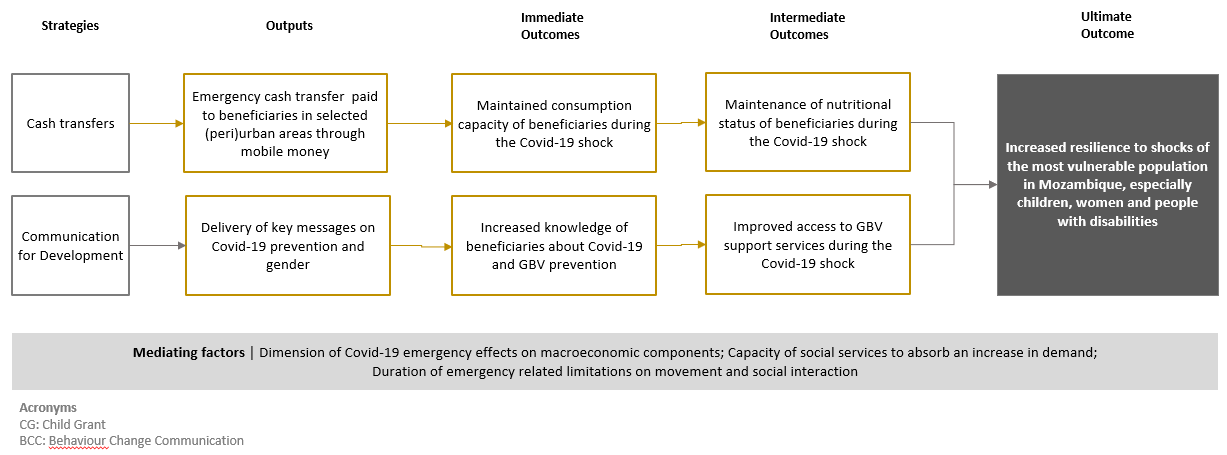 Strategies
Outputs
Immediate
Outcomes
Intermediate
Outcomes
Ultimate
Outcome
Cash transfers
Emergency cash transfer paid
to beneficiaries in selected
(peri)urban areas through
mobile money
Maintained consumption
capacity of beneficiaries during
the Covid-19 shock
Maintenance of nutritional
status of beneficiaries during
the Covid-19 shock
Increased resilience to shocks of
the most vulnerable population
in Mozambique, especially
children, women and people
with disabilities
Communication
for Development
Delivery of key messages on
Covid-19 prevention and
gender
Increased knowledge of
beneficiaries about Covid-19
and GBV prevention
Improved access to GBV
support services during the
Covid-19 shock
Mediating factors | Dimension of Covid-19 emergency effects on macroeconomic components; Capacity of social services to absorb an increase in demand;
Duration of emergency related limitations on movement and social interaction
Acronyms
CG: Child Grant
BCC: Behaviour Change Communication